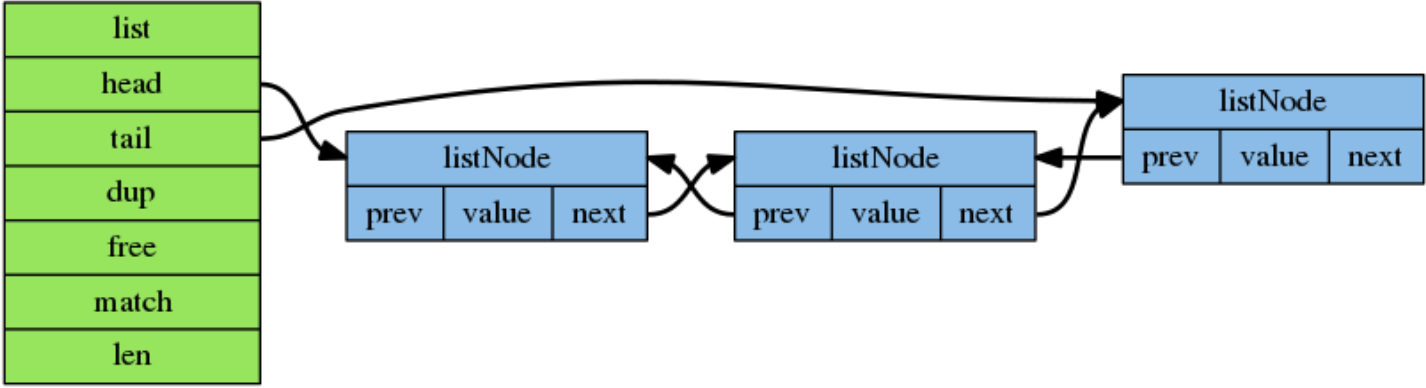 list
head
tail
dup
free
match
len
listNode
prev value next
listNode
prev value next
listNode
prev value next